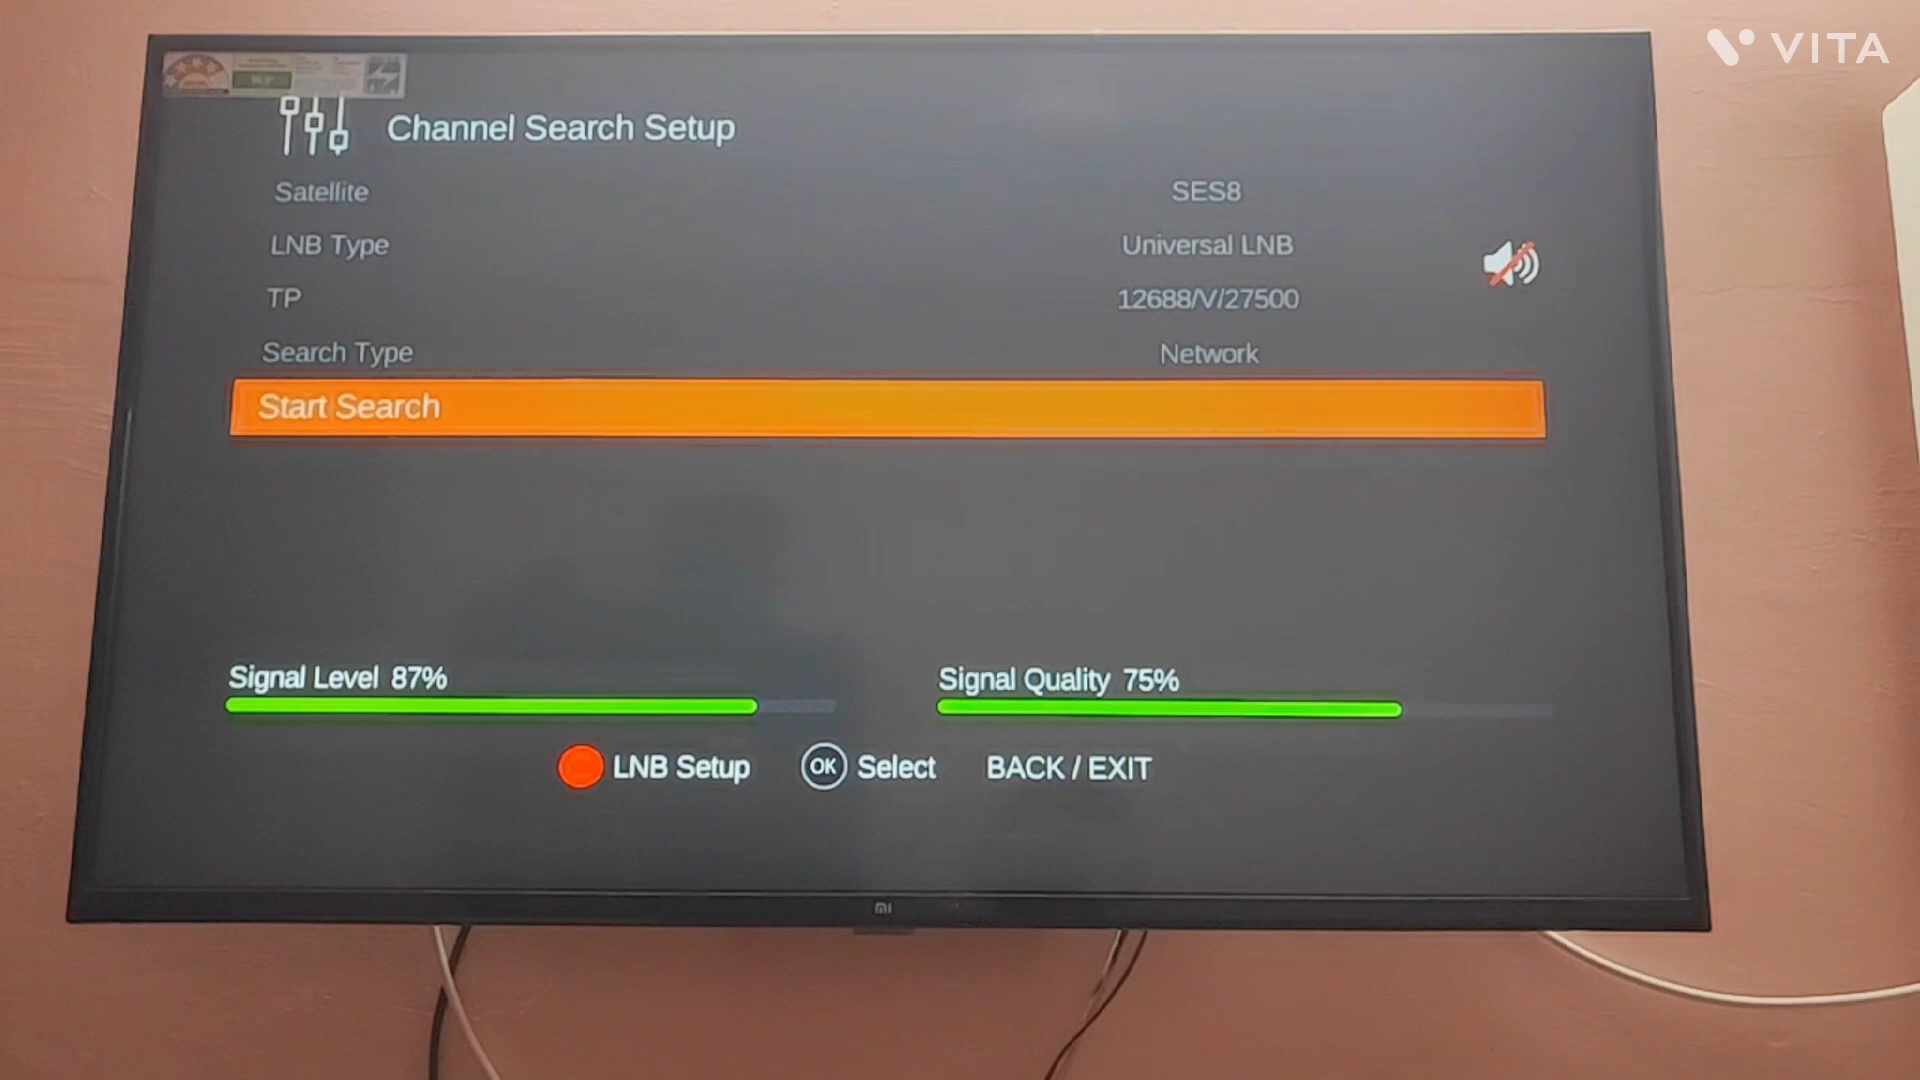 VITA
Channel Search Setup
Satellite SES8
LNB Type Universal LNB
TP 12688/V/27500
Search Type Network
Start Search
Signal Level 87% Signal Quality 75%
LNB Setup OK Select BACK / EXIT
mi